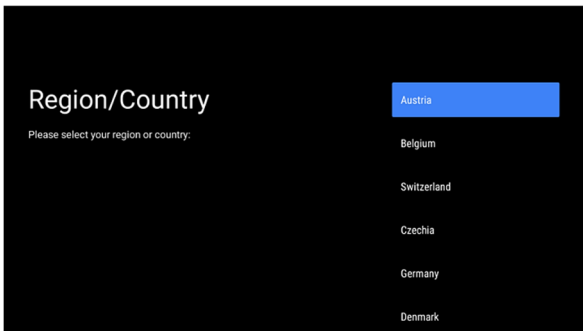 Region/Country
Please select your region or country:
Austria
Belgium
Switzerland
Czechia
Germany
Denmark